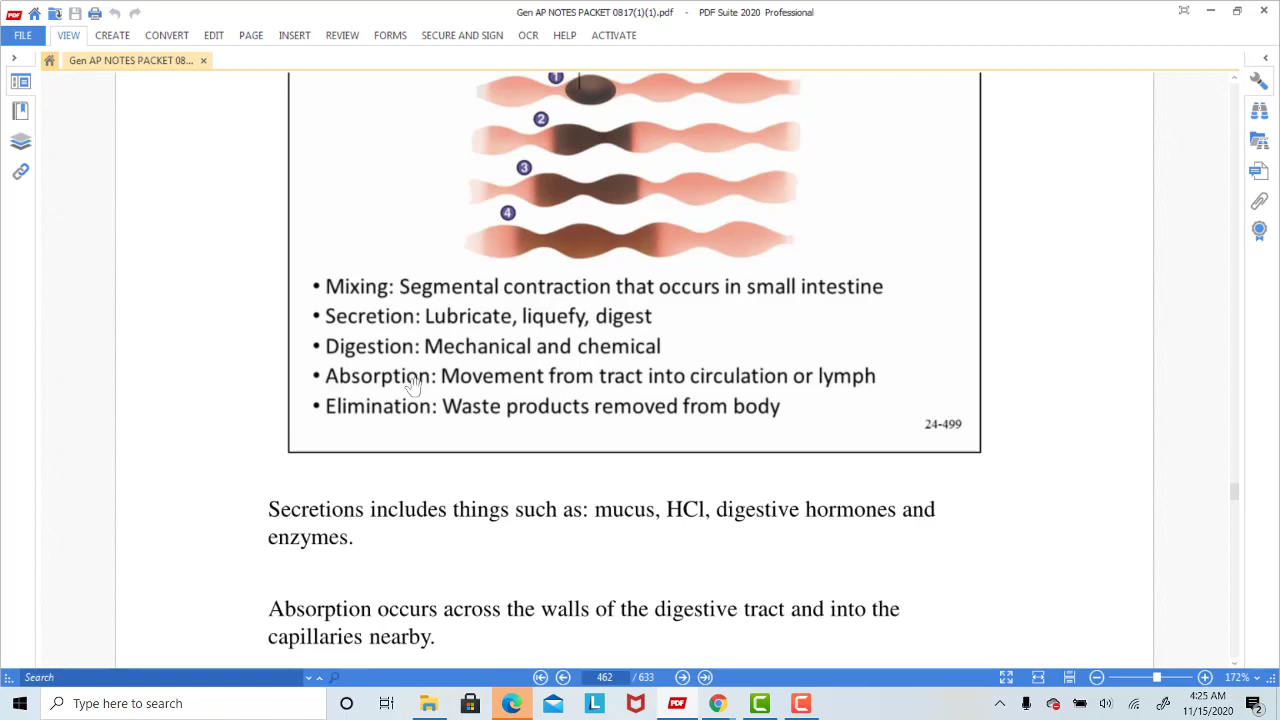 PDF
Gen AP NOTES PACKET 0817(1)(1).pdf - PDF Suite 2020 Professional
FILE VIEW CREATE CONVERT EDIT PAGE INSERT REVIEW FORMS SECURE AND SIGN OCR HELP ACTIVATE
Gen AP NOTES PACKET 08... ×
1
2
3
4
• Mixing: Segmental contraction that occurs in small intestine
• Secretion: Lubricate, liquefy, digest
• Digestion: Mechanical and chemical
• Absorption: Movement from tract into circulation or lymph
• Elimination: Waste products removed from body
24-499
Secretions includes things such as: mucus, HCl, digestive hormones and
enzymes.
Absorption occurs across the walls of the digestive tract and into the
capillaries nearby.
Search 462 / 633 172%
Type here to search L PDF C C 4:25 AM
11/15/2020 2